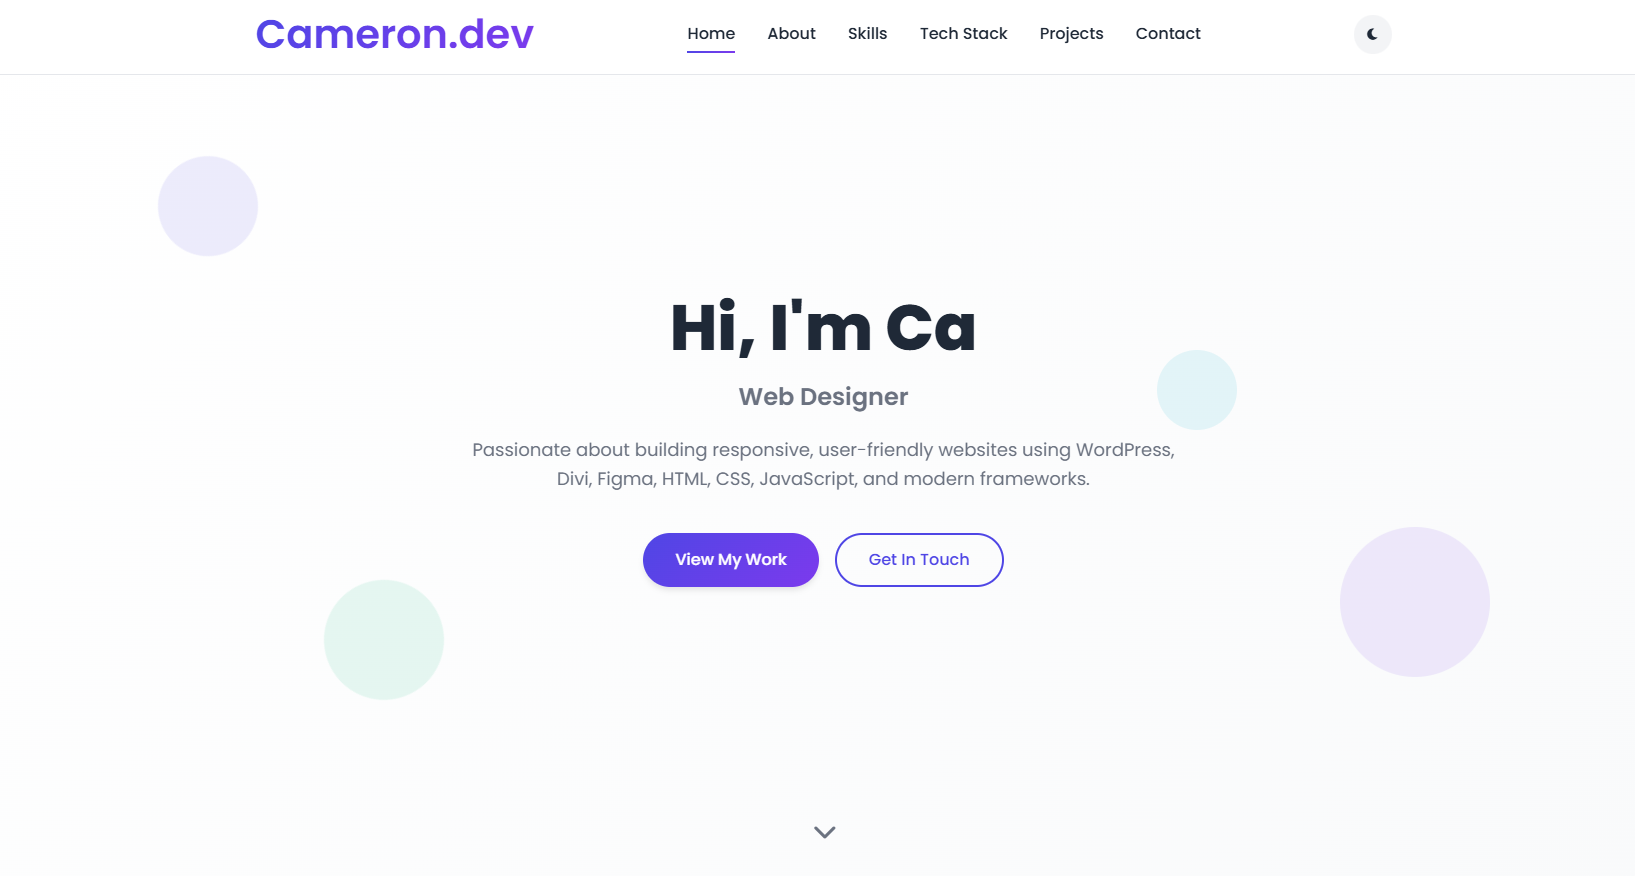 Cameron.dev
Home About Skills Tech Stack Projects Contact
Hi, I'm Ca
Web Designer
Passionate about building responsive, user-friendly websites using WordPress,
Divi, Figma, HTML, CSS, JavaScript, and modern frameworks.
View My Work Get In Touch